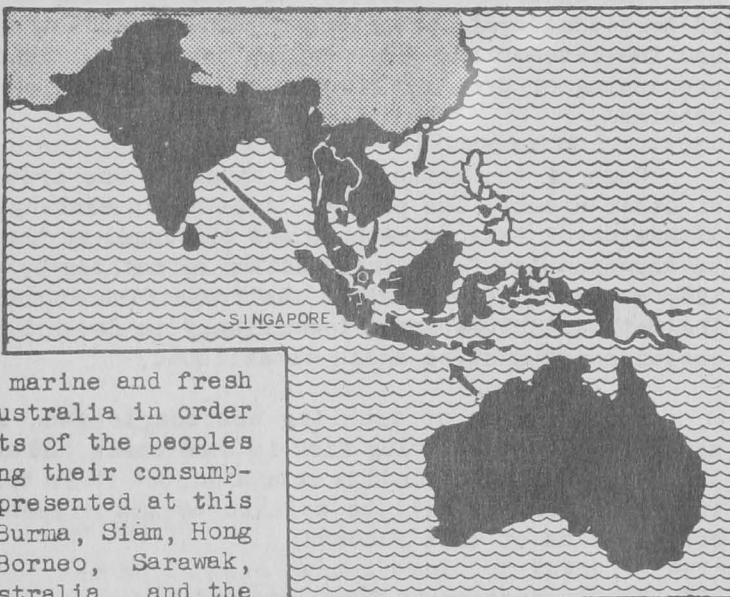 SINGAPORE
marine and fresh
ustralia in order
ts of the peoples
ng their consump-
presented at this
Burma, Siam, Hong
Borneo, Sarawak,
stralia and the